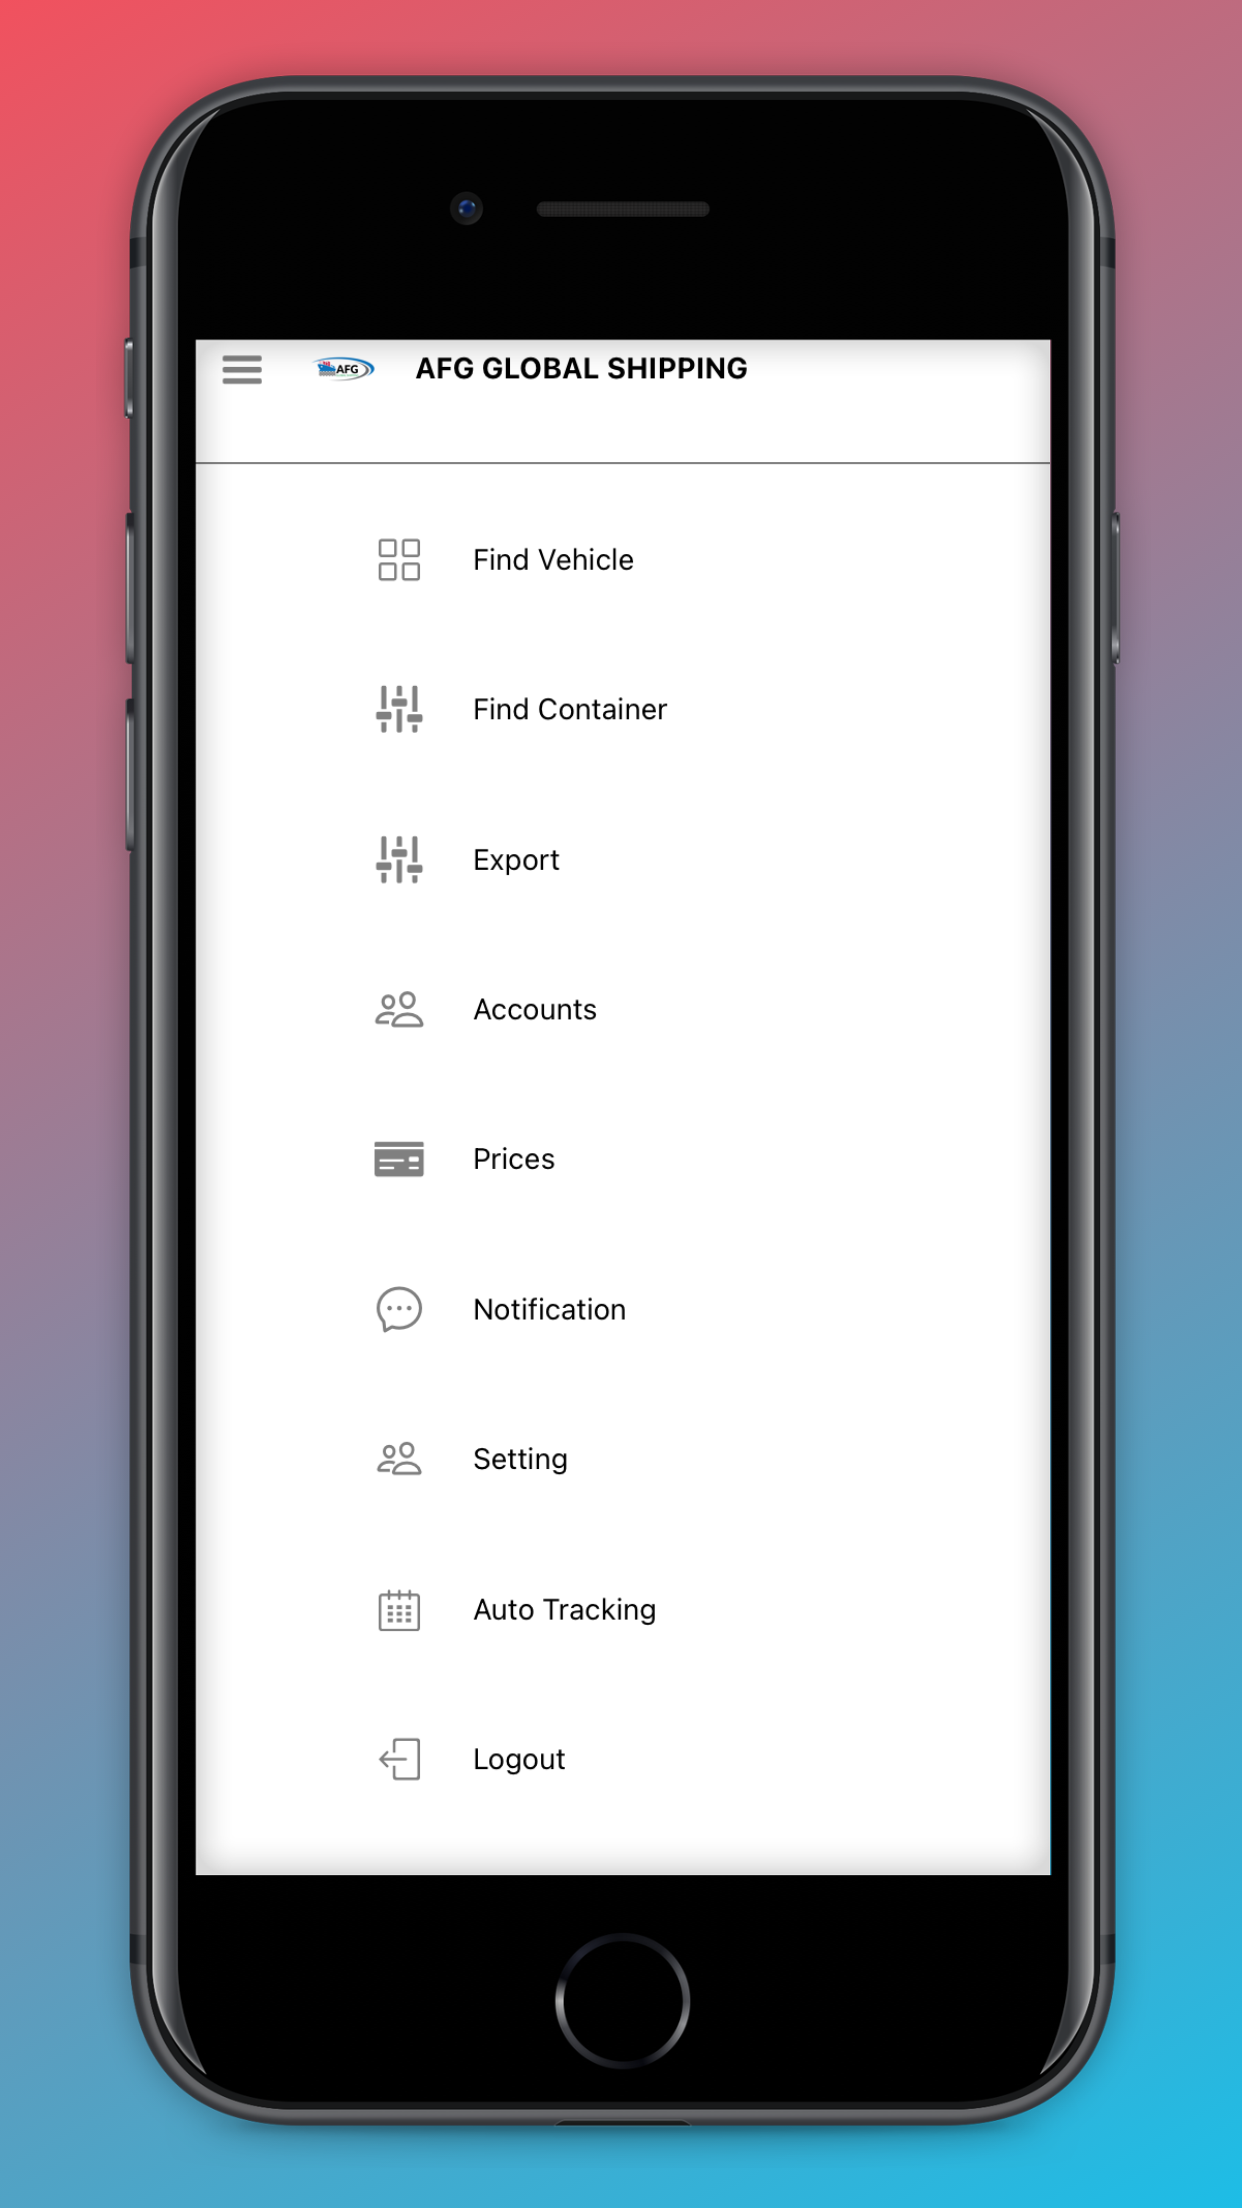 AFG
AFG GLOBAL SHIPPING
Find Vehicle
Find Container
Export
Accounts
Prices
Notification
Setting
Auto Tracking
Logout